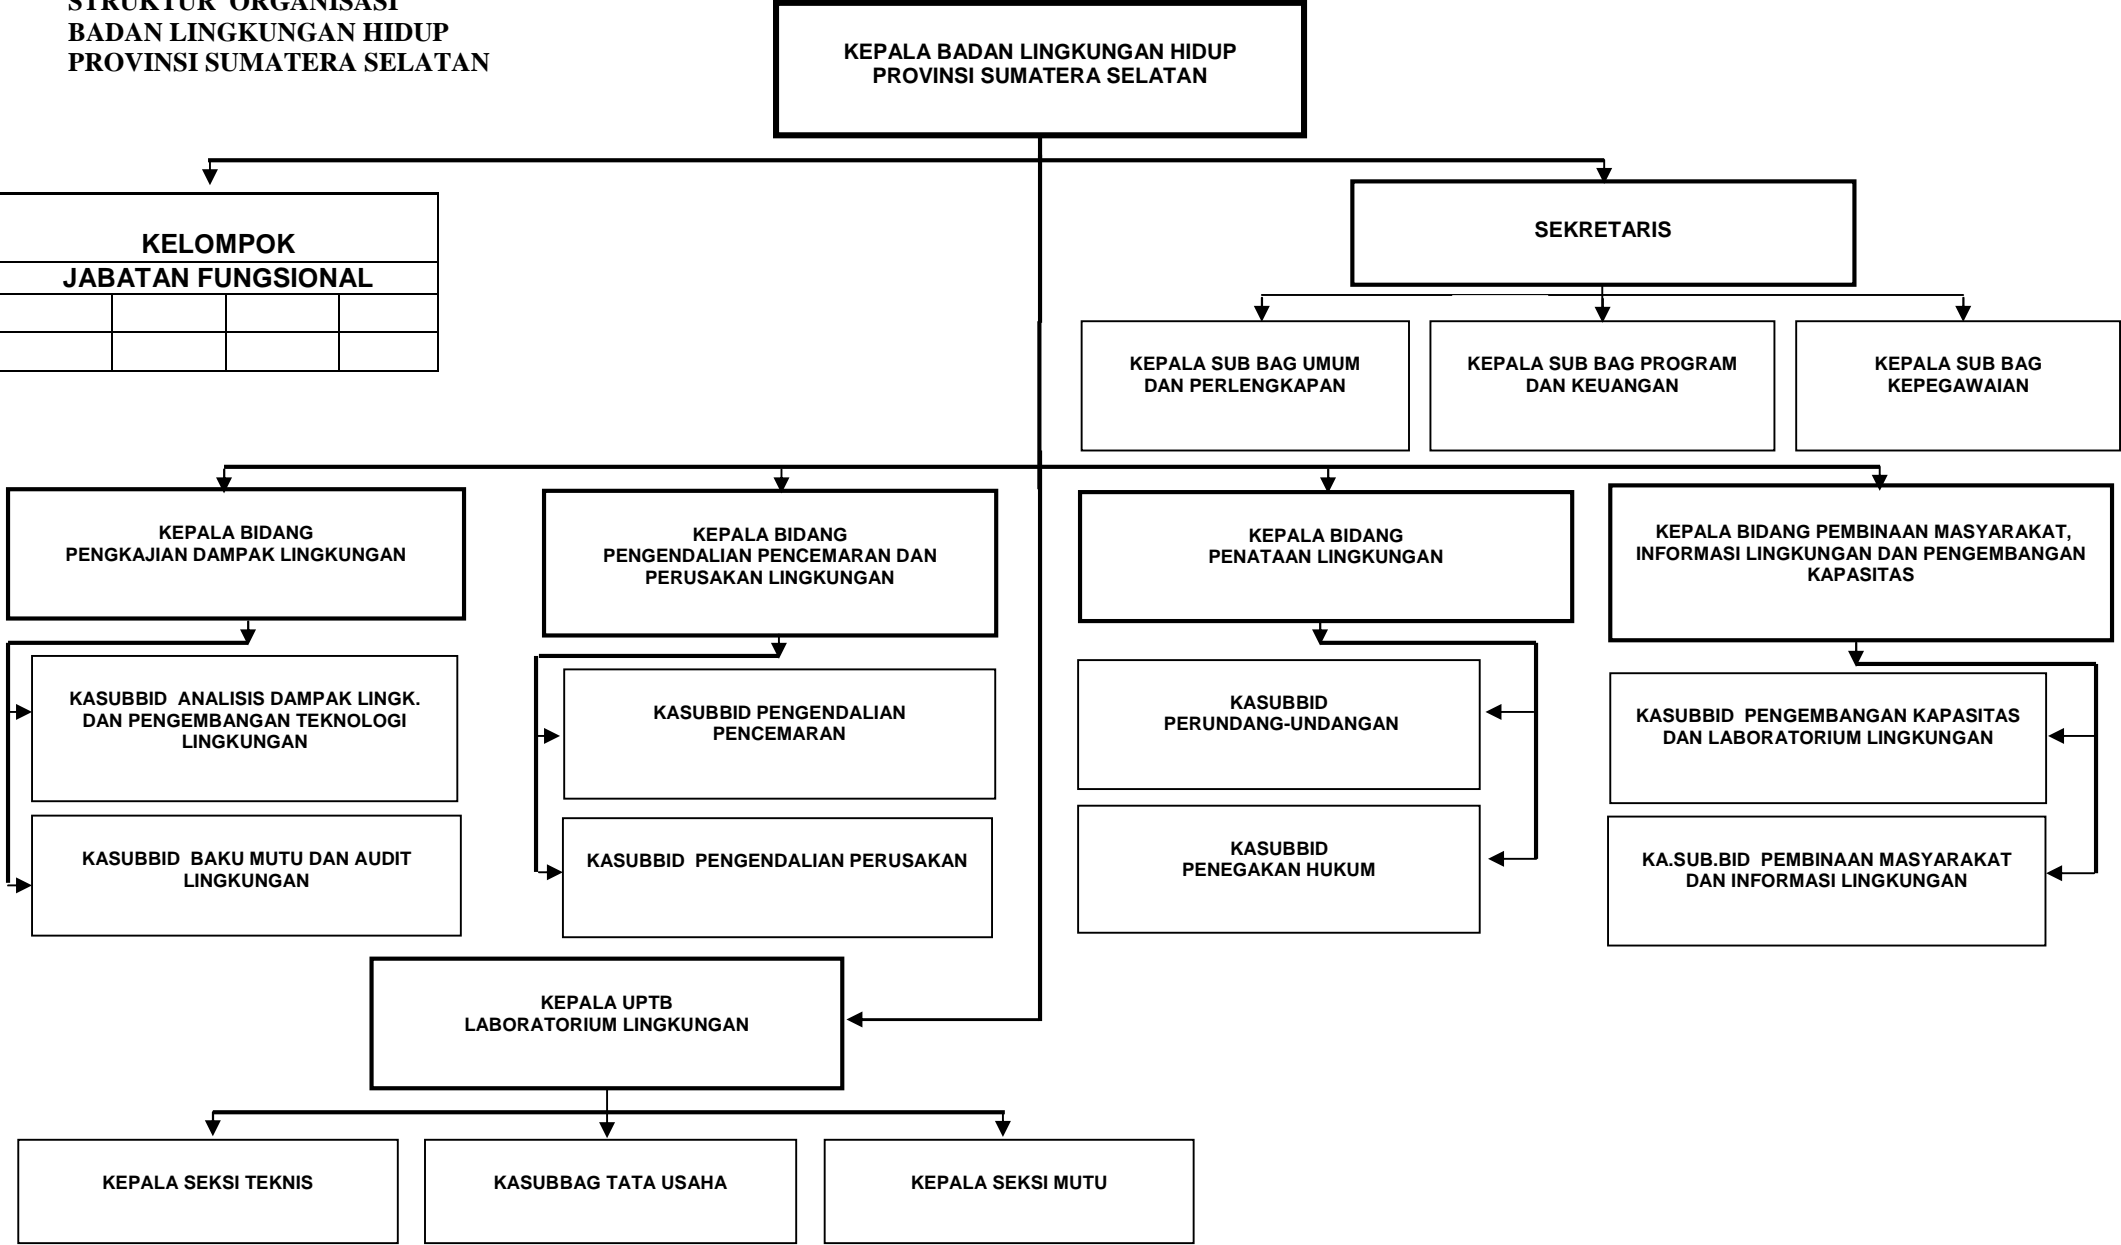 STRUKTUR ORGANISASI
BADAN LINGKUNGAN HIDUP
PROVINSI SUMATERA SELATAN
KEPALA BADAN LINGKUNGAN HIDUP
PROVINSI SUMATERA SELATAN
KELOMPOK
JABATAN FUNGSIONAL
SEKRETARIS
KEPALA SUB BAG UMUM
DAN PERLENGKAPAN
KEPALA SUB BAG PROGRAM
DAN KEUANGAN
KEPALA SUB BAG
KEPEGAWAIAN
KEPALA BIDANG
PENGKAJIAN DAMPAK LINGKUNGAN
KEPALA BIDANG
PENGENDALIAN PENCEMARAN DAN
PERUSAKAN LINGKUNGAN
KEPALA BIDANG
PENATAAN LINGKUNGAN
KEPALA BIDANG PEMBINAAN MASYARAKAT,
INFORMASI LINGKUNGAN DAN PENGEMBANGAN
KAPASITAS
KASUBBID ANALISIS DAMPAK LINGK.
DAN PENGEMBANGAN TEKNOLOGI
LINGKUNGAN
KASUBBID PENGENDALIAN
PENCEMARAN
KASUBBID
PERUNDANG-UNDANGAN
KASUBBID PENGEMBANGAN KAPASITAS
DAN LABORATORIUM LINGKUNGAN
KASUBBID BAKU MUTU DAN AUDIT
LINGKUNGAN
KASUBBID PENGENDALIAN PERUSAKAN
KASUBBID
PENEGAKAN HUKUM
KA.SUB.BID PEMBINAAN MASYARAKAT
DAN INFORMASI LINGKUNGAN
KEPALA UPTB
LABORATORIUM LINGKUNGAN
KEPALA SEKSI TEKNIS
KASUBBAG TATA USAHA
KEPALA SEKSI MUTU